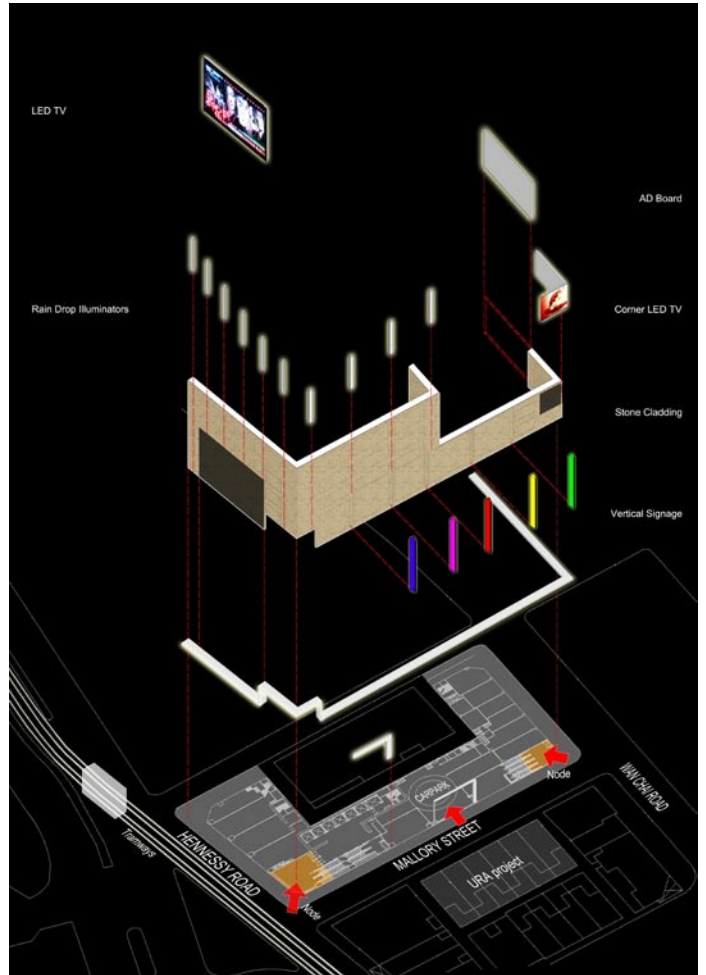 LED TV
AD Board
Rain Drop Illuminators
Corner LED TV
Stone Cladding
Vertical Signage
WAN CHAI ROAD
Node
CARPARK
MALLORY STREET
HENNESSY ROAD
Tramways
URA project
Node